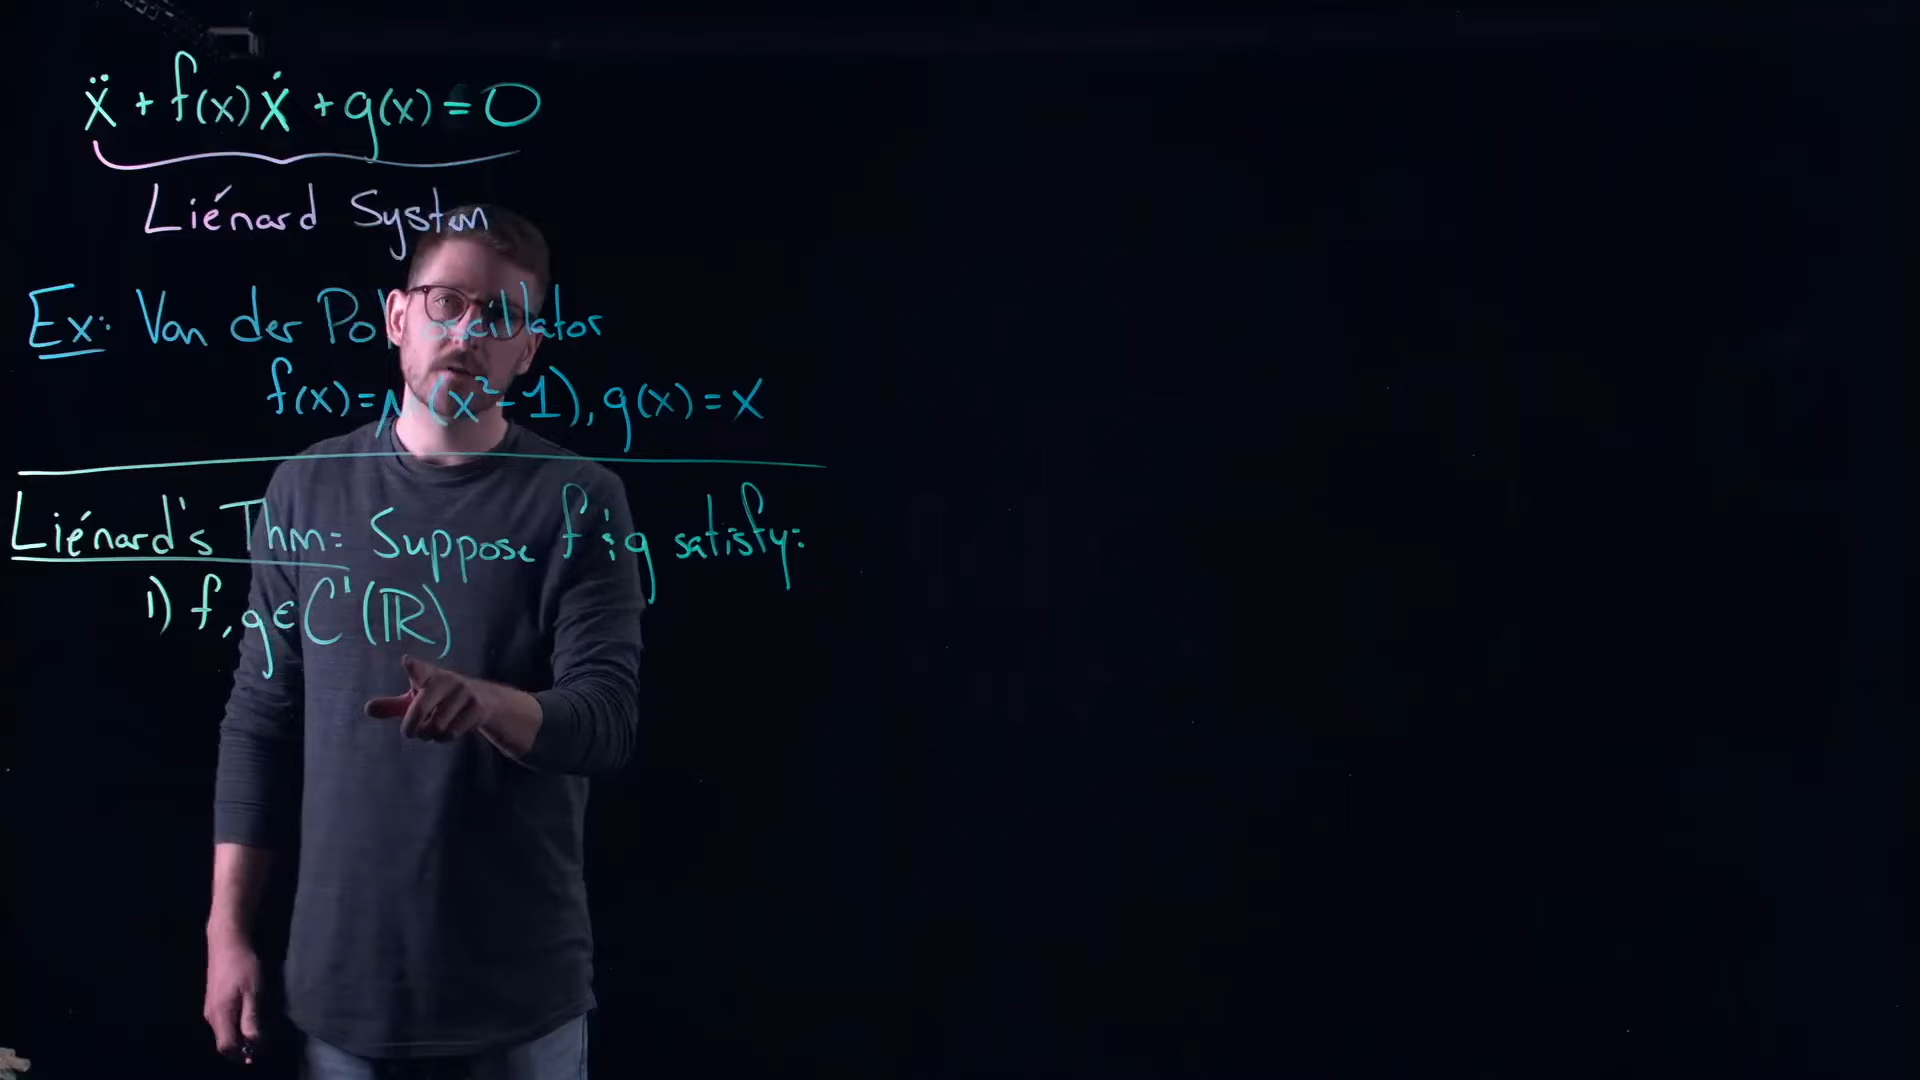 ẍ + f(x)ẋ + g(x) = 0
Liénard System
Ex: Van der Pol oscillator
f(x) = μ(x² - 1), g(x) = x
Liénard's Thm: Suppose f & g satisfy:
1) f, g ∈ C¹(ℝ)